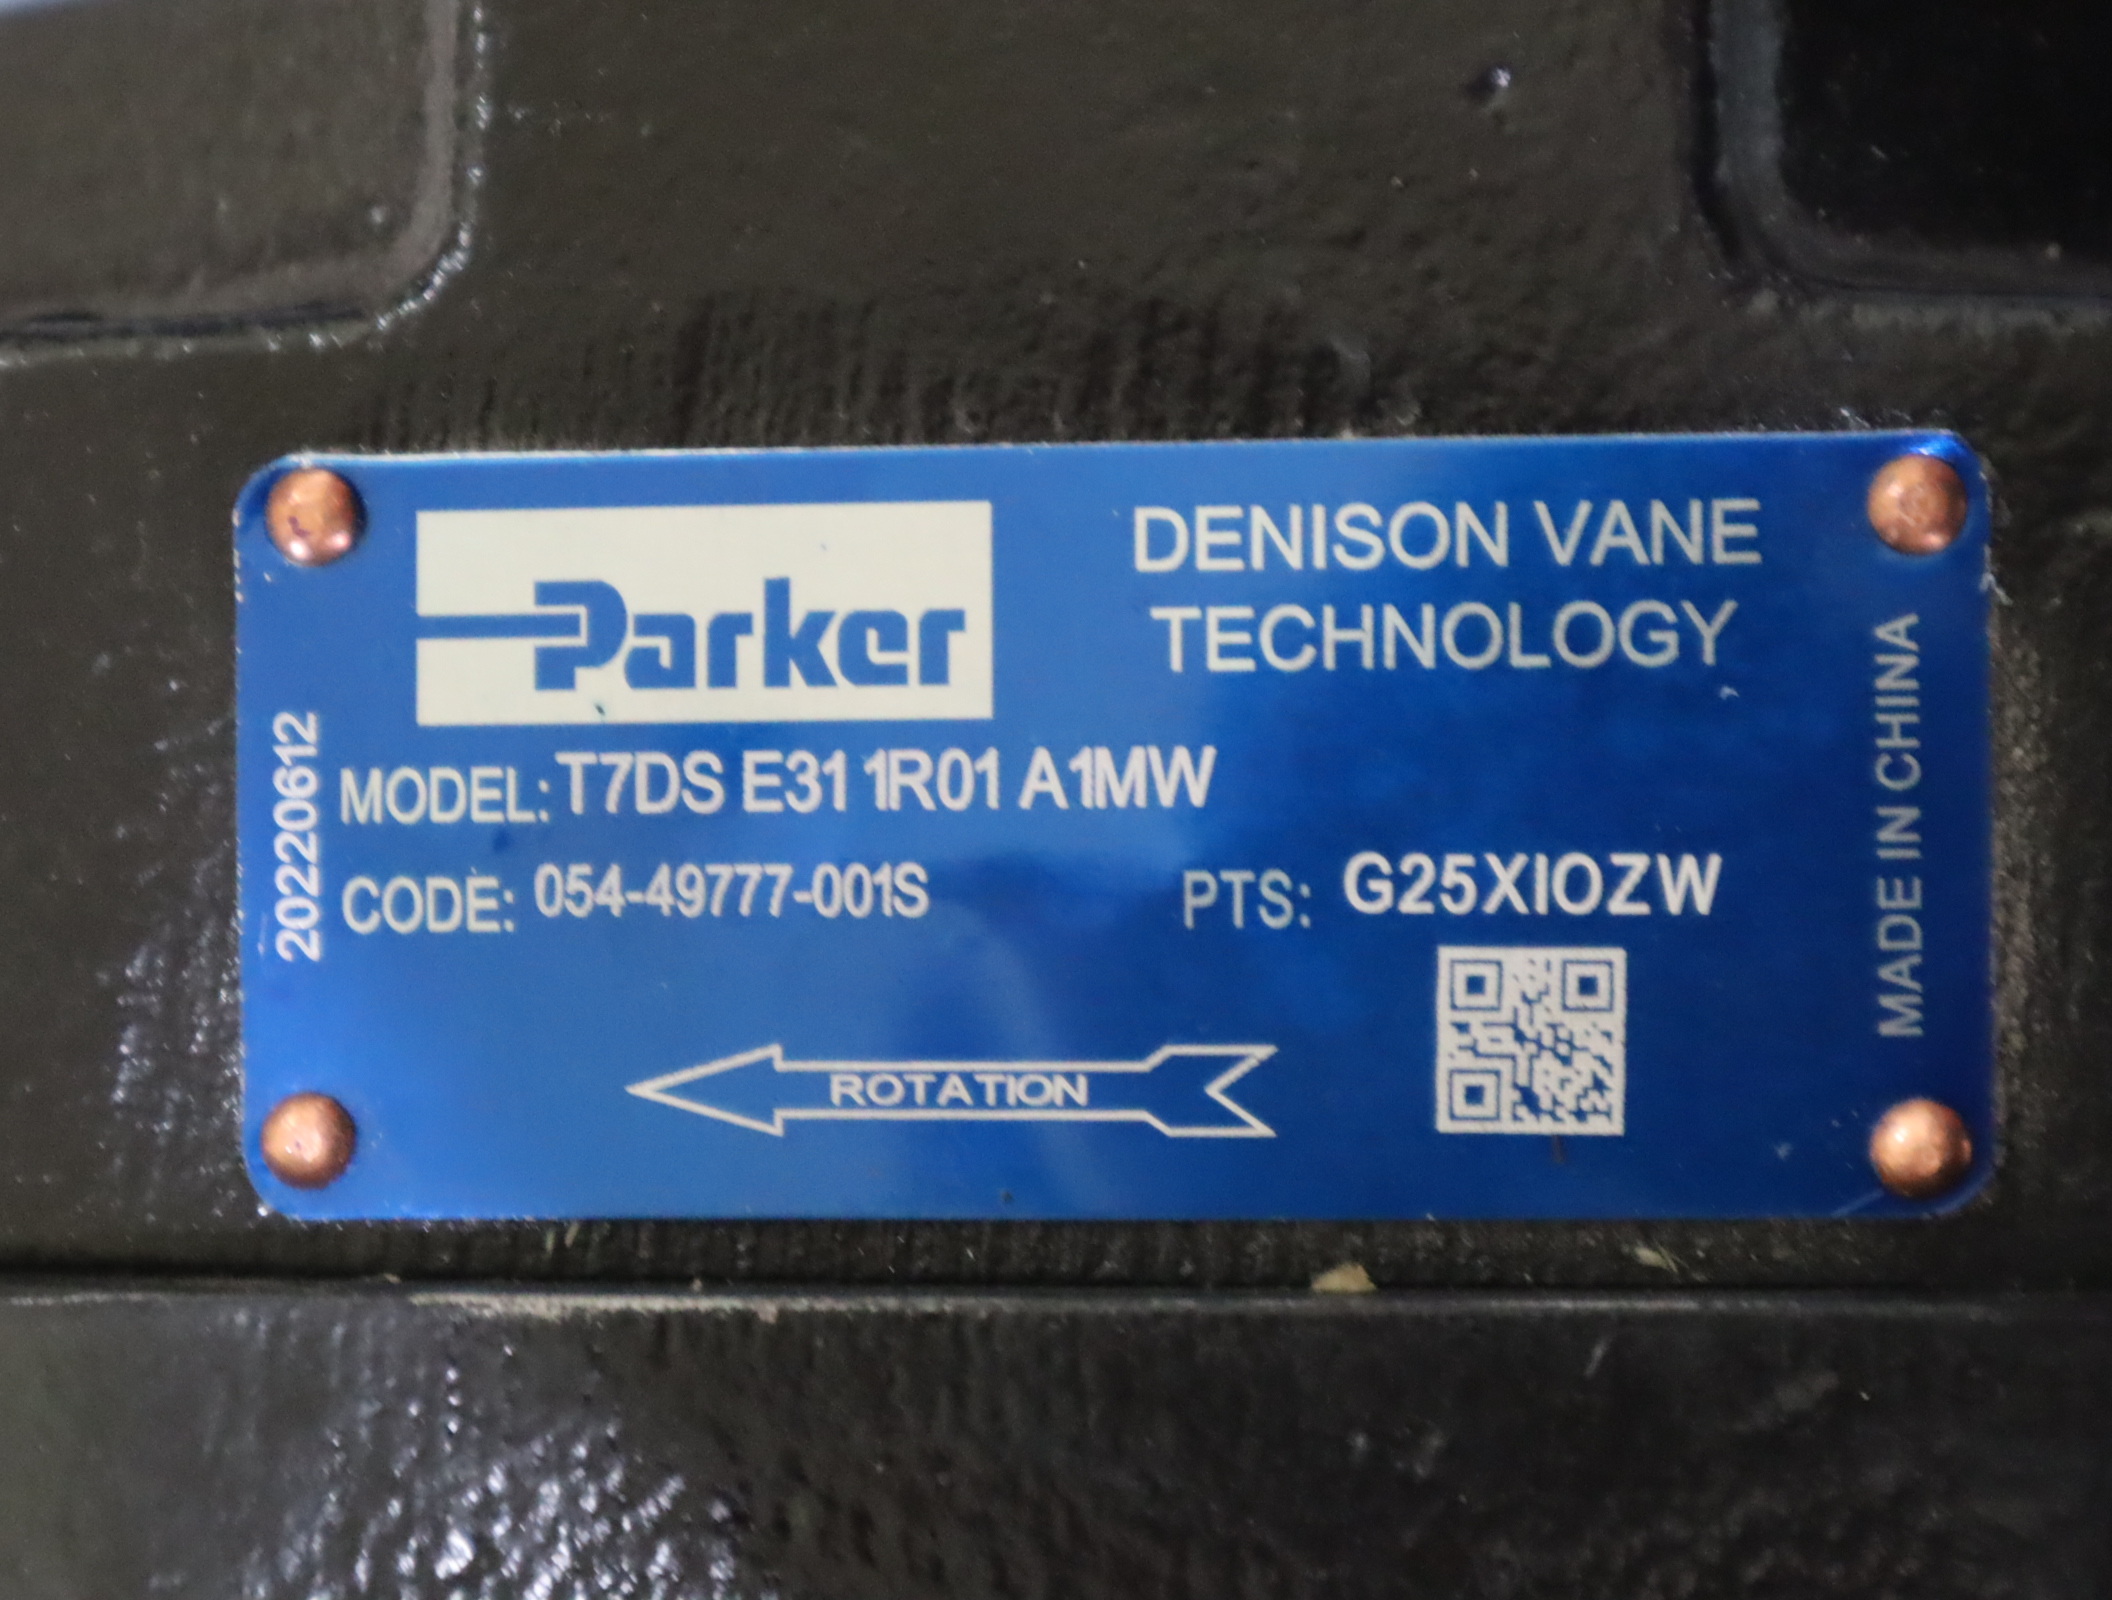 Parker
DENISON VANE
TECHNOLOGY
20220612
MODEL: T7DS E31 1R01 A1MW
CODE: 054-49777-001S
PTS: G25XIOZW
ROTATION
MADE IN CHINA